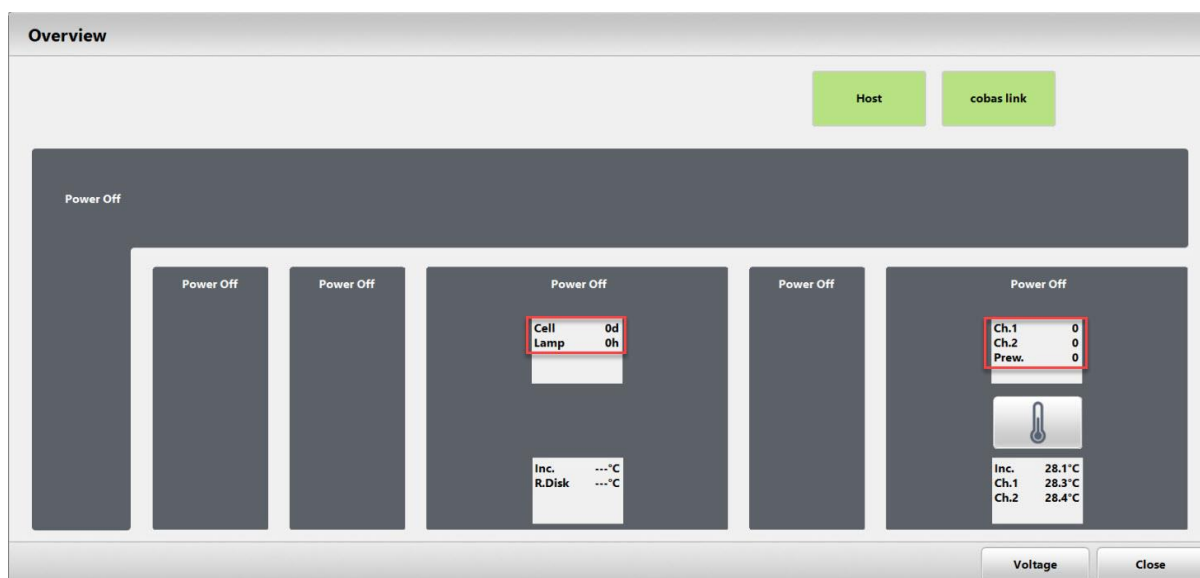 Overview
Host
cobas link
Power Off
Power Off
Power Off
Power Off
Power Off
Power Off
Cell 0d
Lamp 0h
Ch.1 0
Ch.2 0
Prew. 0
Inc. ---°C
R.Disk ---°C
Inc. 28.1°C
Ch.1 28.3°C
Ch.2 28.4°C
Voltage
Close